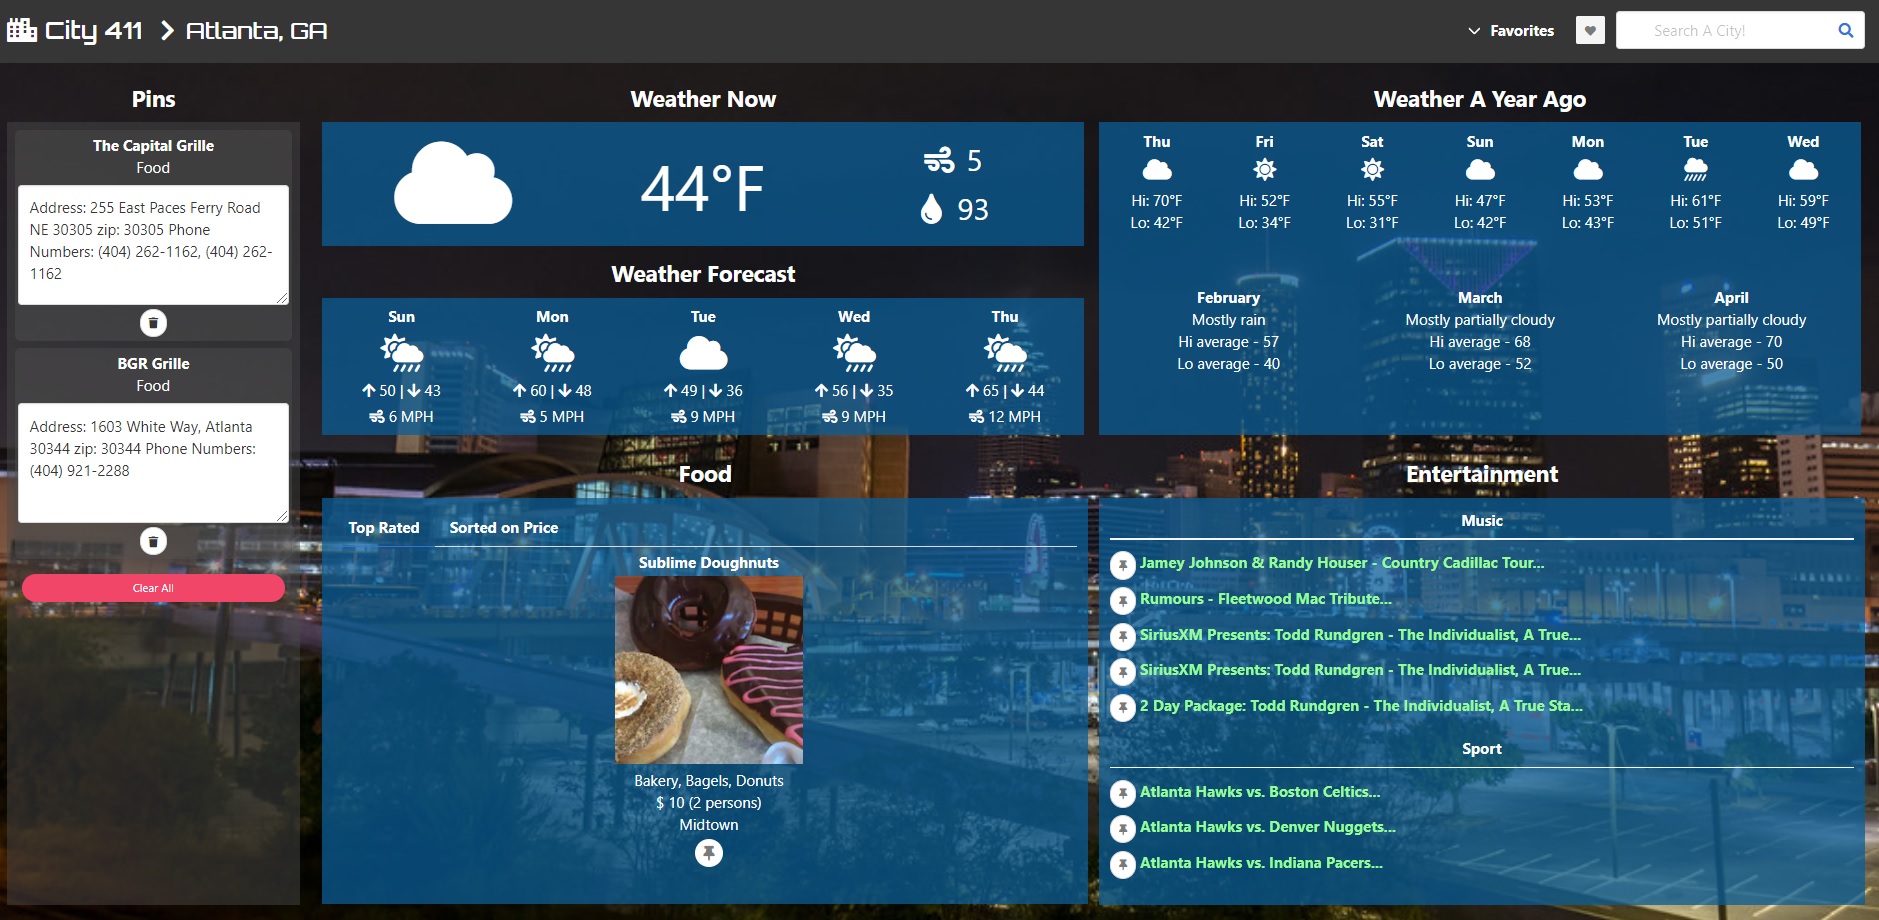 City 411 Atlanta, GA
Favorites
Search A City!
Pins
The Capital Grille
Food
Address: 255 East Paces Ferry Road
NE 30305 zip: 30305 Phone
Numbers: (404) 262-1162, (404) 262-
1162
BGR Grille
Food
Address: 1603 White Way, Atlanta
30344 zip: 30344 Phone Numbers:
(404) 921-2288
Clear All
Weather Now
44°F
5
93
Weather Forecast
Sun Mon Tue Wed Thu
50 | 43 60 | 48 49 | 36 56 | 35 65 | 44
6 MPH 5 MPH 9 MPH 9 MPH 12 MPH
Weather A Year Ago
Thu Fri Sat Sun Mon Tue Wed
Hi: 70°F Hi: 52°F Hi: 55°F Hi: 47°F Hi: 53°F Hi: 61°F Hi: 59°F
Lo: 42°F Lo: 34°F Lo: 31°F Lo: 42°F Lo: 43°F Lo: 51°F Lo: 49°F
February March April
Mostly rain Mostly partially cloudy Mostly partially cloudy
Hi average - 57 Hi average - 68 Hi average - 70
Lo average - 40 Lo average - 52 Lo average - 50
Food
Top Rated Sorted on Price
Sublime Doughnuts
Bakery, Bagels, Donuts
$ 10 (2 persons)
Midtown
Entertainment
Music
Jamey Johnson & Randy Houser - Country Cadillac Tour...
Rumours - Fleetwood Mac Tribute...
SiriusXM Presents: Todd Rundgren - The Individualist, A True...
SiriusXM Presents: Todd Rundgren - The Individualist, A True...
2 Day Package: Todd Rundgren - The Individualist, A True Sta...
Sport
Atlanta Hawks vs. Boston Celtics...
Atlanta Hawks vs. Denver Nuggets...
Atlanta Hawks vs. Indiana Pacers...